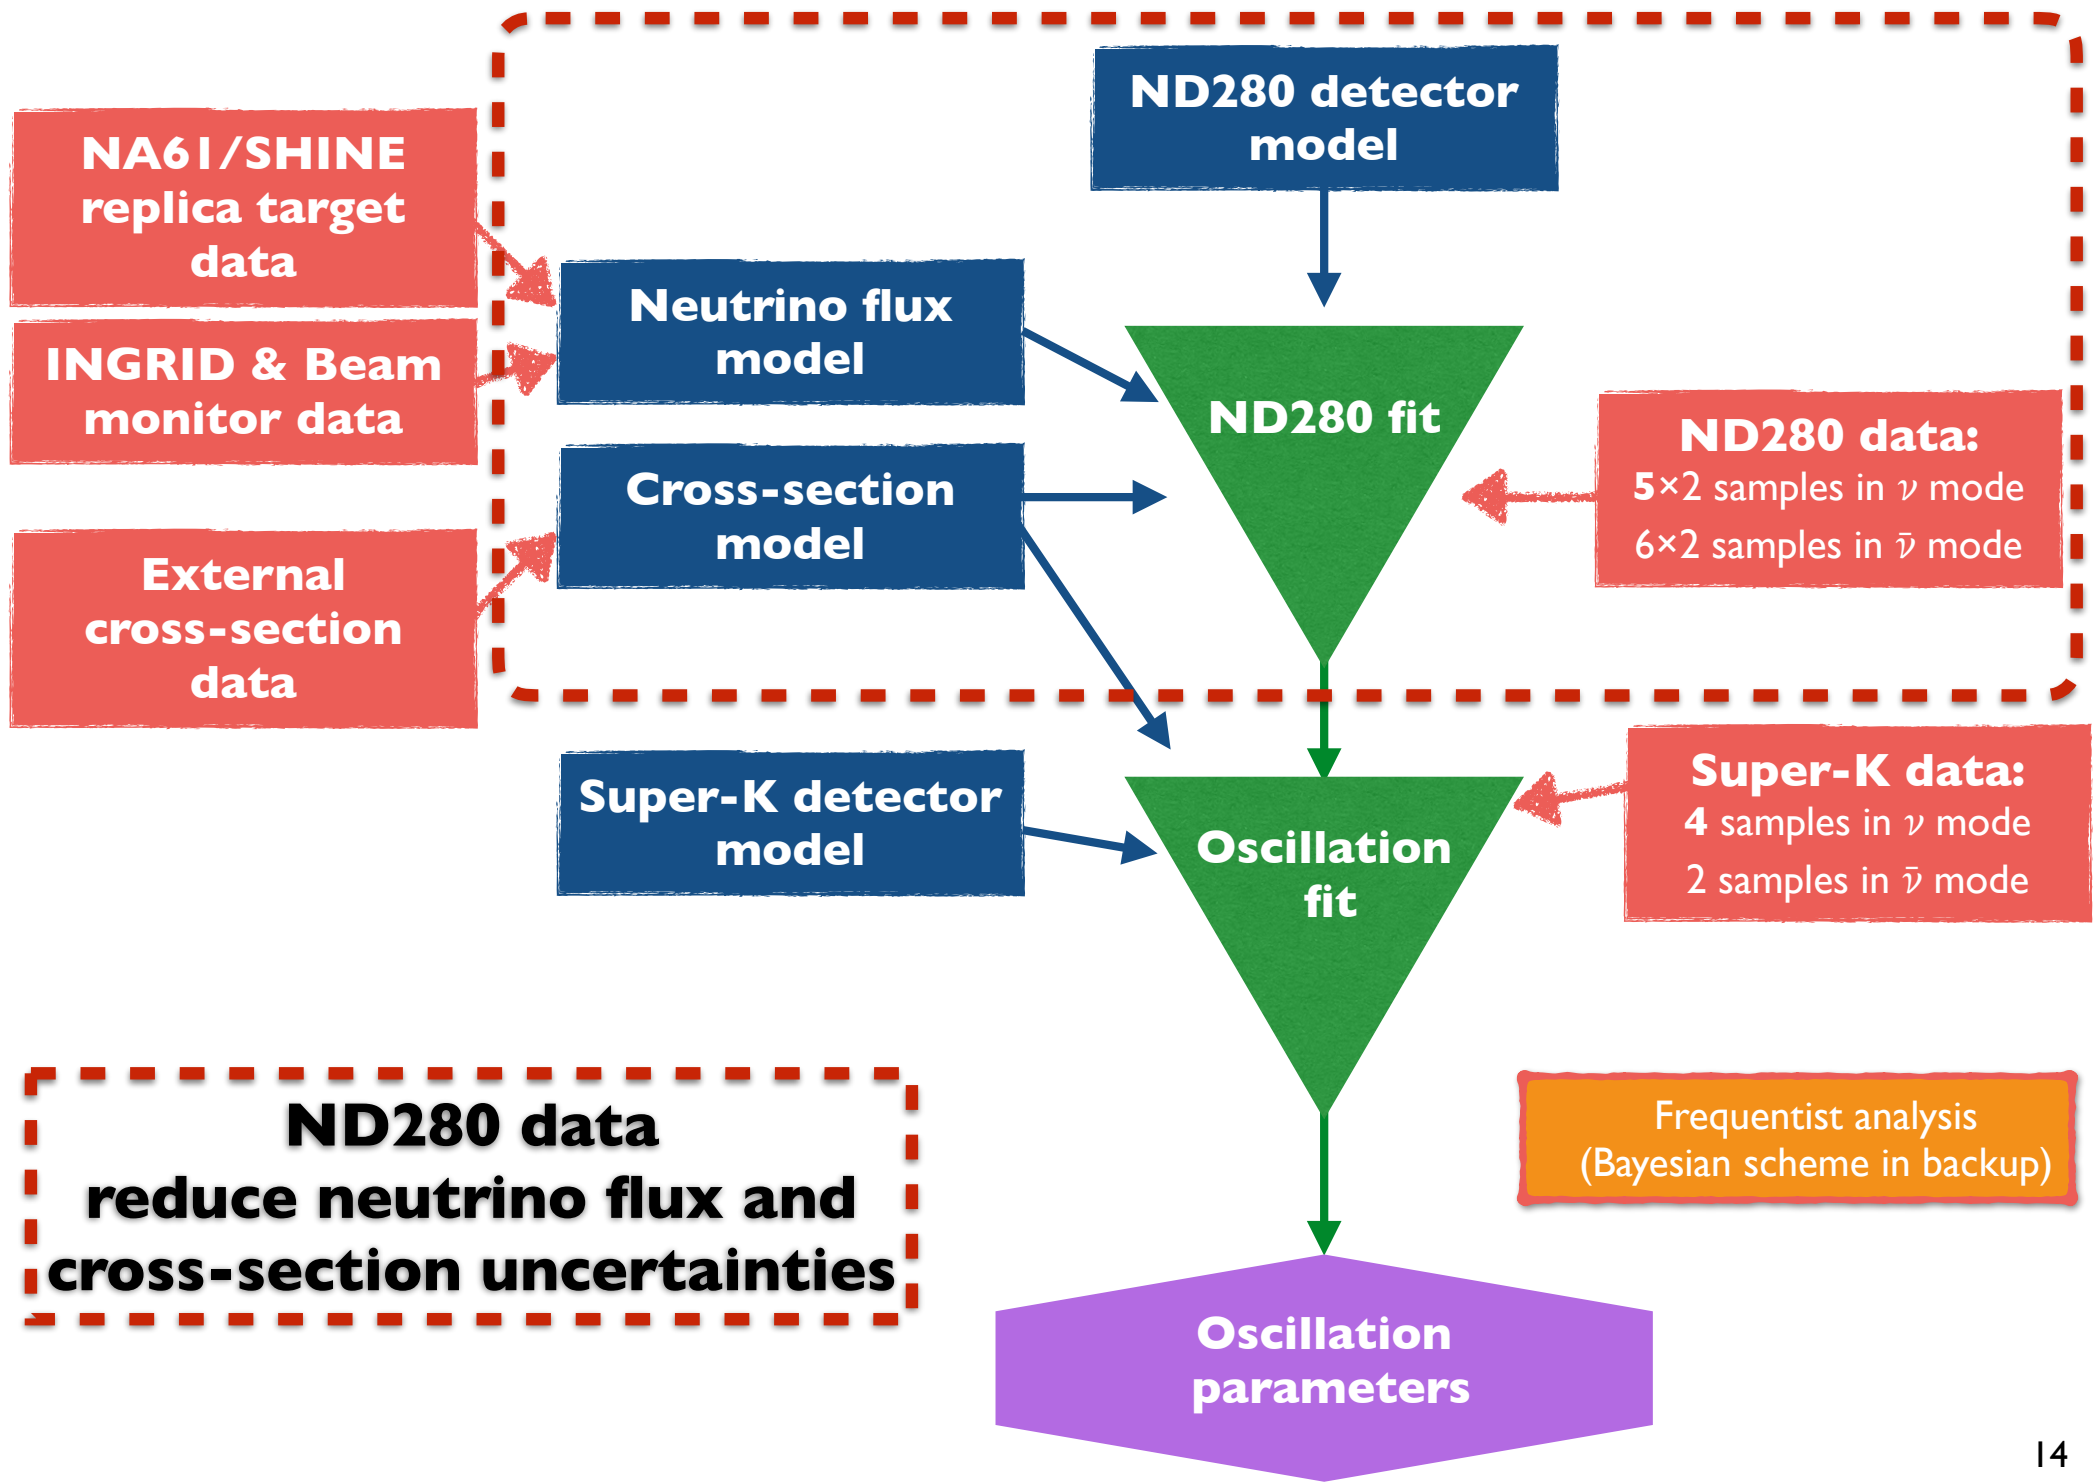 ND280 detector
model
NA61/SHINE
replica target
data
Neutrino flux
model
INGRID & Beam
monitor data
ND280 fit
ND280 data:
5×2 samples in ν mode
6×2 samples in ν̄ mode
Cross-section
model
External
cross-section
data
Super-K detector
model
Oscillation
fit
Super-K data:
4 samples in ν mode
2 samples in ν̄ mode
ND280 data
reduce neutrino flux and
cross-section uncertainties
Frequentist analysis
(Bayesian scheme in backup)
Oscillation
parameters
14